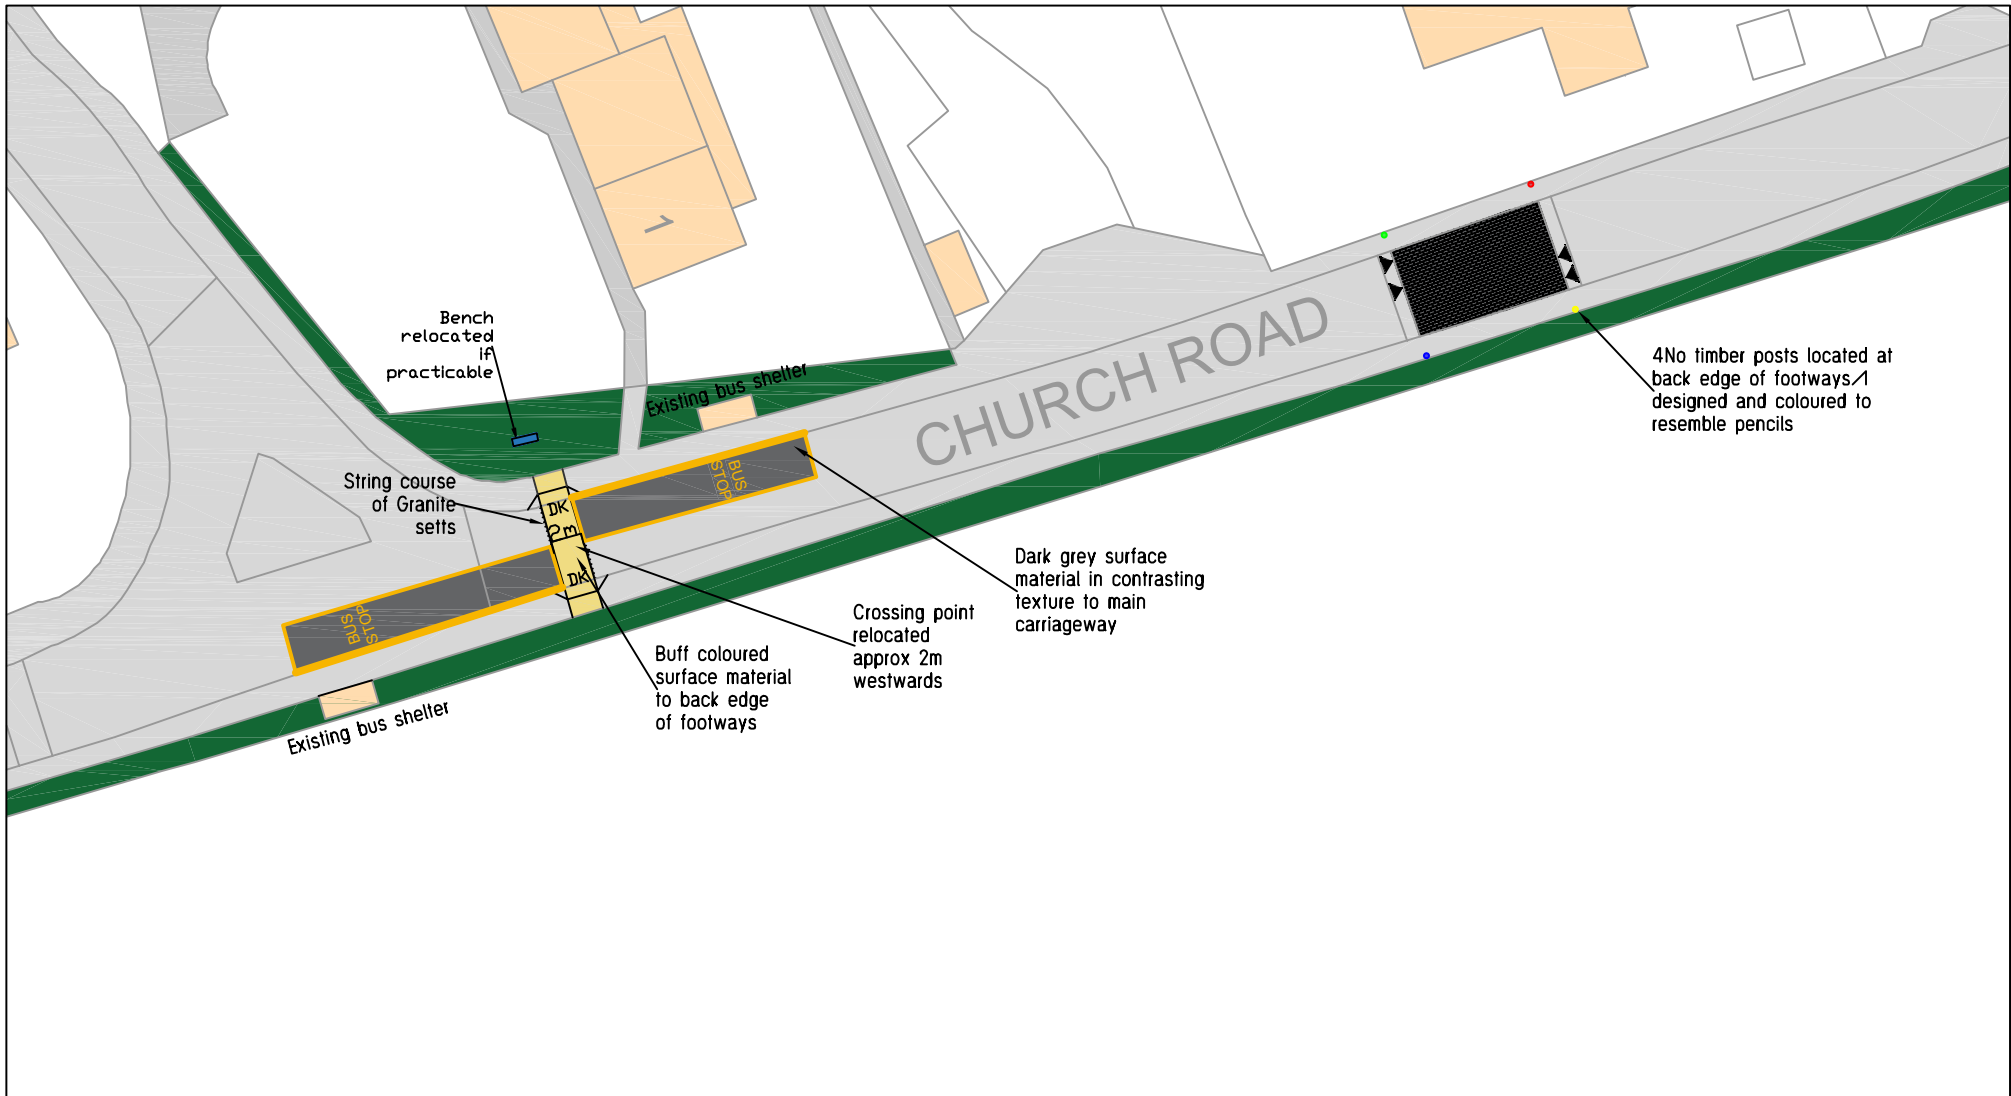 1
Bench
relocated
if
practicable
Existing bus shelter
CHURCH ROAD
4No timber posts located at
back edge of footways/1
designed and coloured to
resemble pencils
String course
of Granite
setts
DK
DK
BUS
STOP
BUS
STOP
Dark grey surface
material in contrasting
texture to main
carriageway
Crossing point
relocated
approx 2m
westwards
Buff coloured
surface material
to back edge
of footways
Existing bus shelter